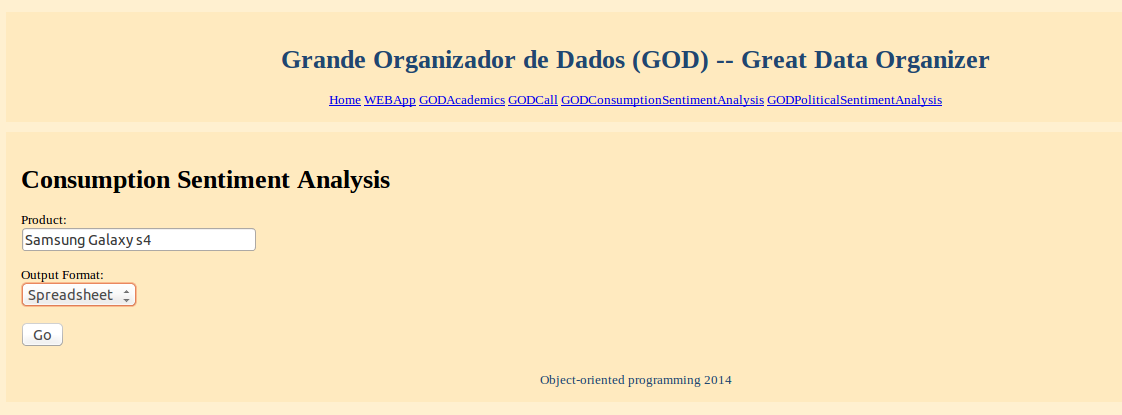 Grande Organizador de Dados (GOD) -- Great Data Organizer
Home WEBApp GODAcademics GODCall GODConsumptionSentimentAnalysis GODPoliticalSentimentAnalysis
Consumption Sentiment Analysis
Product:
Samsung Galaxy s4
Output Format:
Spreadsheet
Go
Object-oriented programming 2014